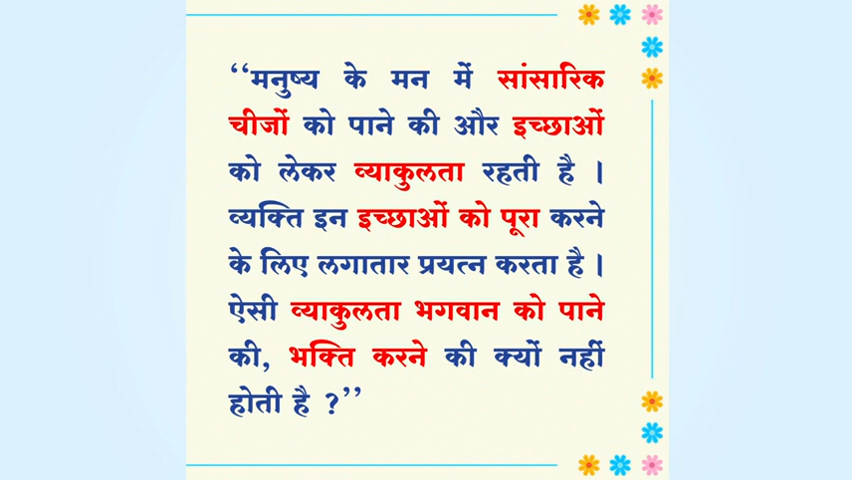 “मनुष्य के मन में सांसारिक
चीजों को पाने की और इच्छाओं
को लेकर व्याकुलता रहती है ।
व्यक्ति इन इच्छाओं को पूरा करने
के लिए लगातार प्रयत्न करता है ।
ऐसी व्याकुलता भगवान को पाने
की, भक्ति करने की क्यों नहीं
होती है ?”